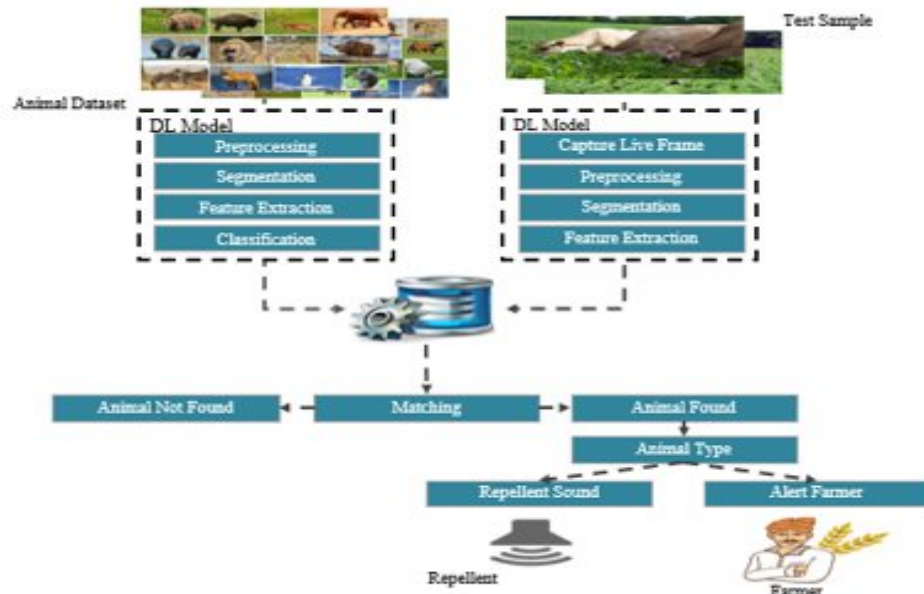 Test Sample
Animal Dataset
DL Model
Preprocessing
Segmentation
Feature Extraction
Classification
DL Model
Capture Live Frame
Preprocessing
Segmentation
Feature Extraction
Animal Not Found
Matching
Animal Found
Animal Type
Repellent Sound
Alert Farmer
Repellent
Farmer